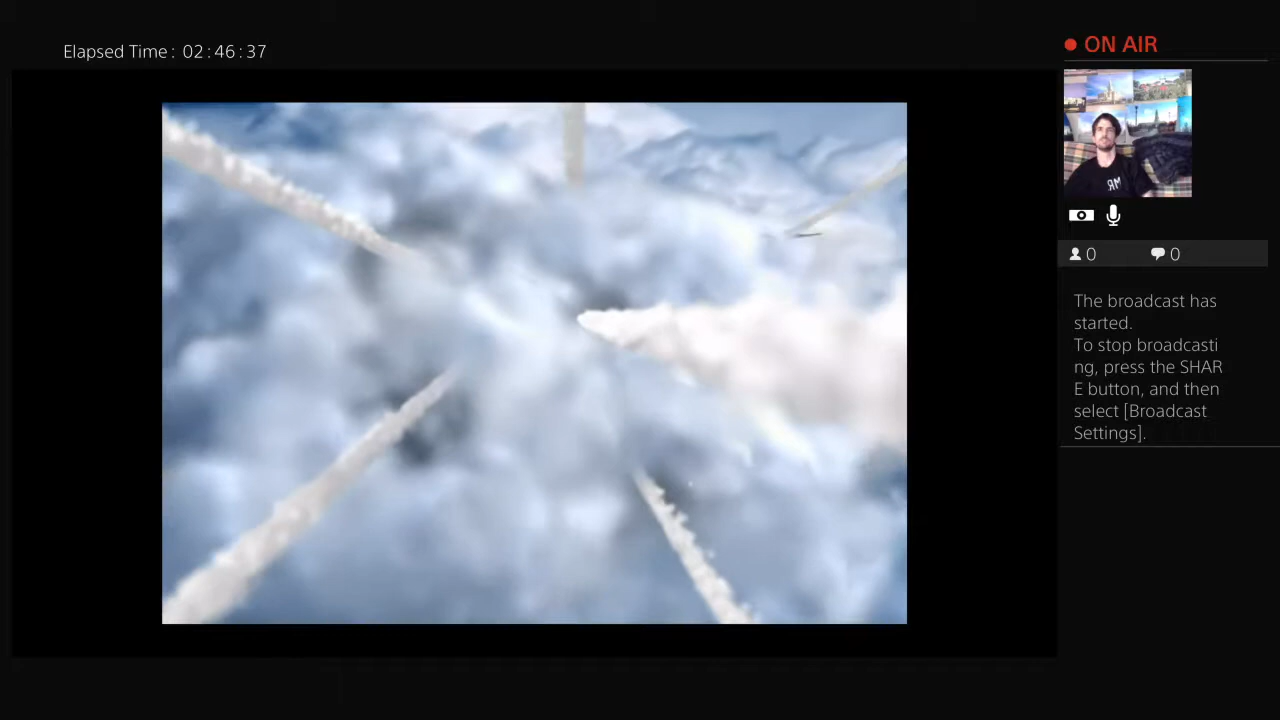 Elapsed Time : 02:46:37
ON AIR
ЯM
0
0
The broadcast has
started.
To stop broadcasti
ng, press the SHAR
E button, and then
select [Broadcast
Settings].